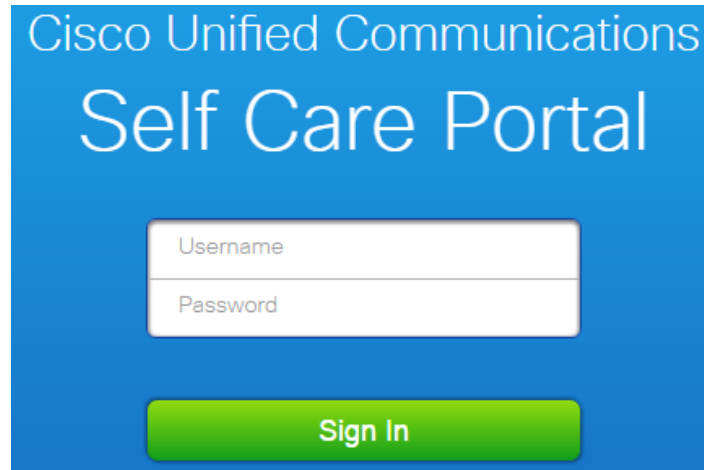 Cisco Unified Communications
Self Care Portal
Username
Password
Sign In